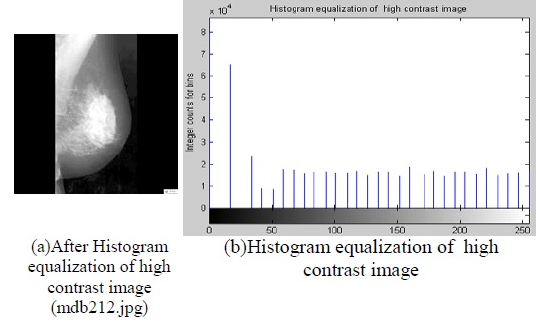 Histogram equalization of  high contrast image
x 10
4
Integer counts for bins
8
7
6
5
4
3
2
1
0
0
50
100
150
200
250
(a)After Histogram
equalization of high
contrast image
(mdb212.jpg)
(b)Histogram equalization of  high
contrast image